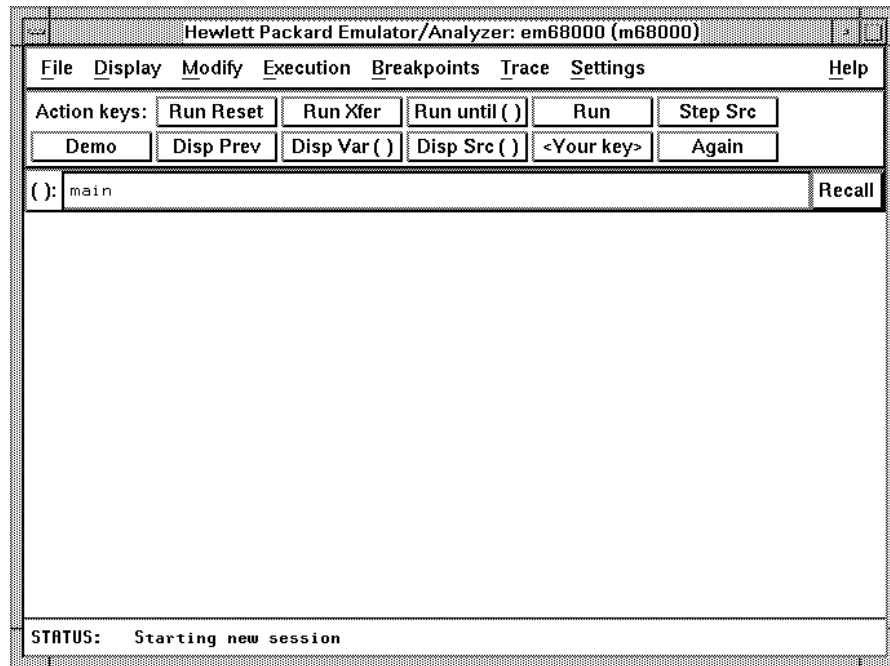 Hewlett Packard Emulator/Analyzer: em68000 (m68000)
File Display Modify Execution Breakpoints Trace Settings Help
Action keys: Run Reset Run Xfer Run until ( ) Run Step Src
Demo Disp Prev Disp Var ( ) Disp Src ( ) <Your key> Again
( ): main Recall
STATUS: Starting new session